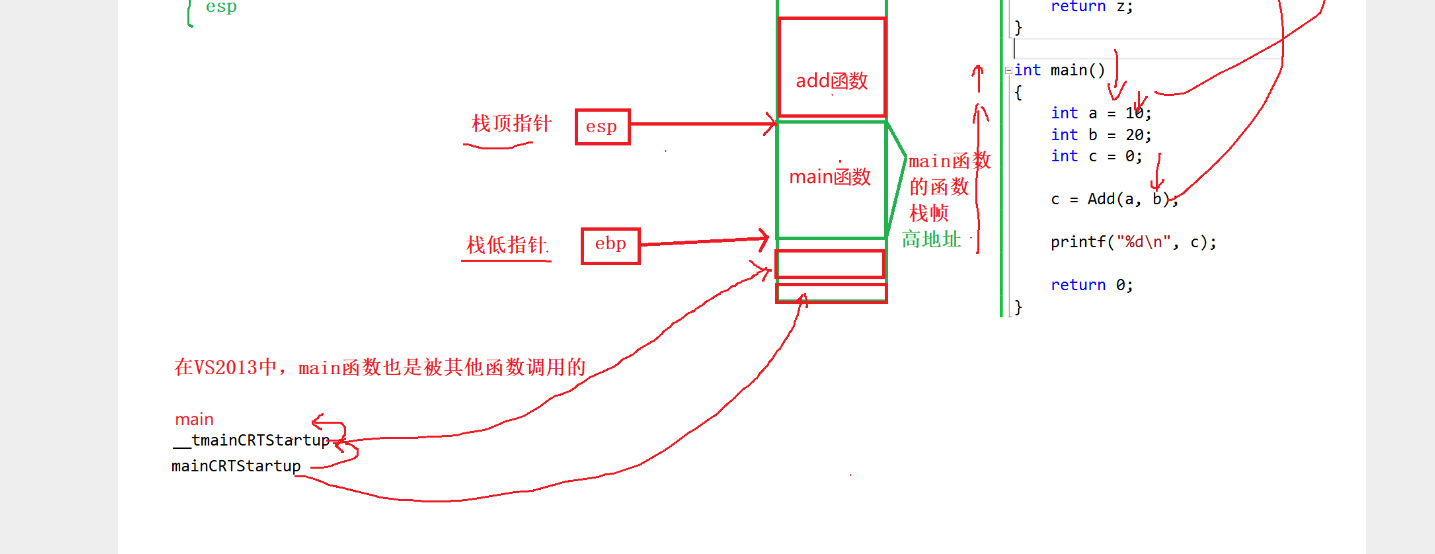 esp
return z;
}
add函数
int main()
{
int a = 10;
int b = 20;
int c = 0;
c = Add(a, b);
printf("%d\n", c);
return 0;
}
栈顶指针
esp
main函数
main函数
的函数
栈帧
高地址
栈低指针
ebp
在VS2013中，main函数也是被其他函数调用的
main
__tmainCRTStartup
mainCRTStartup